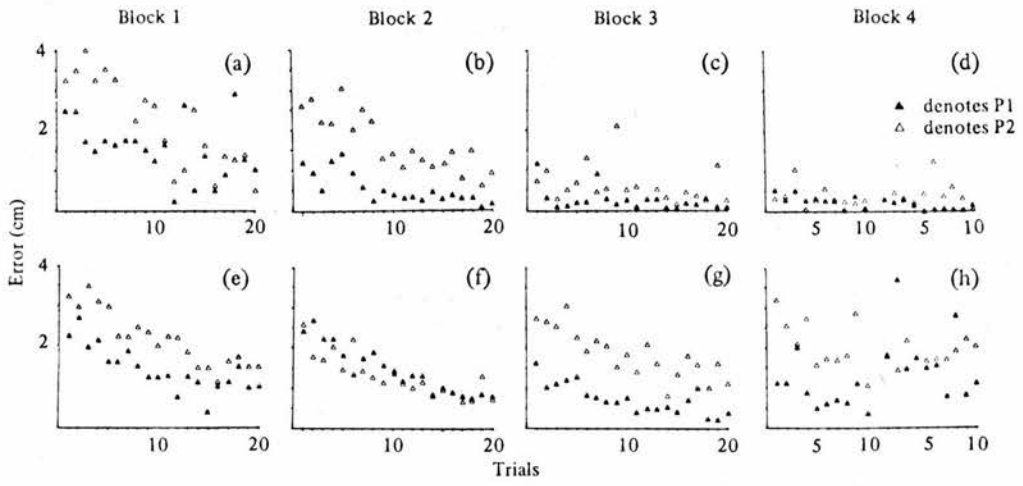 Block 1 Block 2 Block 3 Block 4
4 (a) (b) (c) (d)
▲ denotes P1
2 △ denotes P2
10 20 10 20 10 20 5 10 5 10
Error (cm)
4 (e) (f) (g) (h)
2
10 20 10 20 10 20 5 10 5 10
Trials